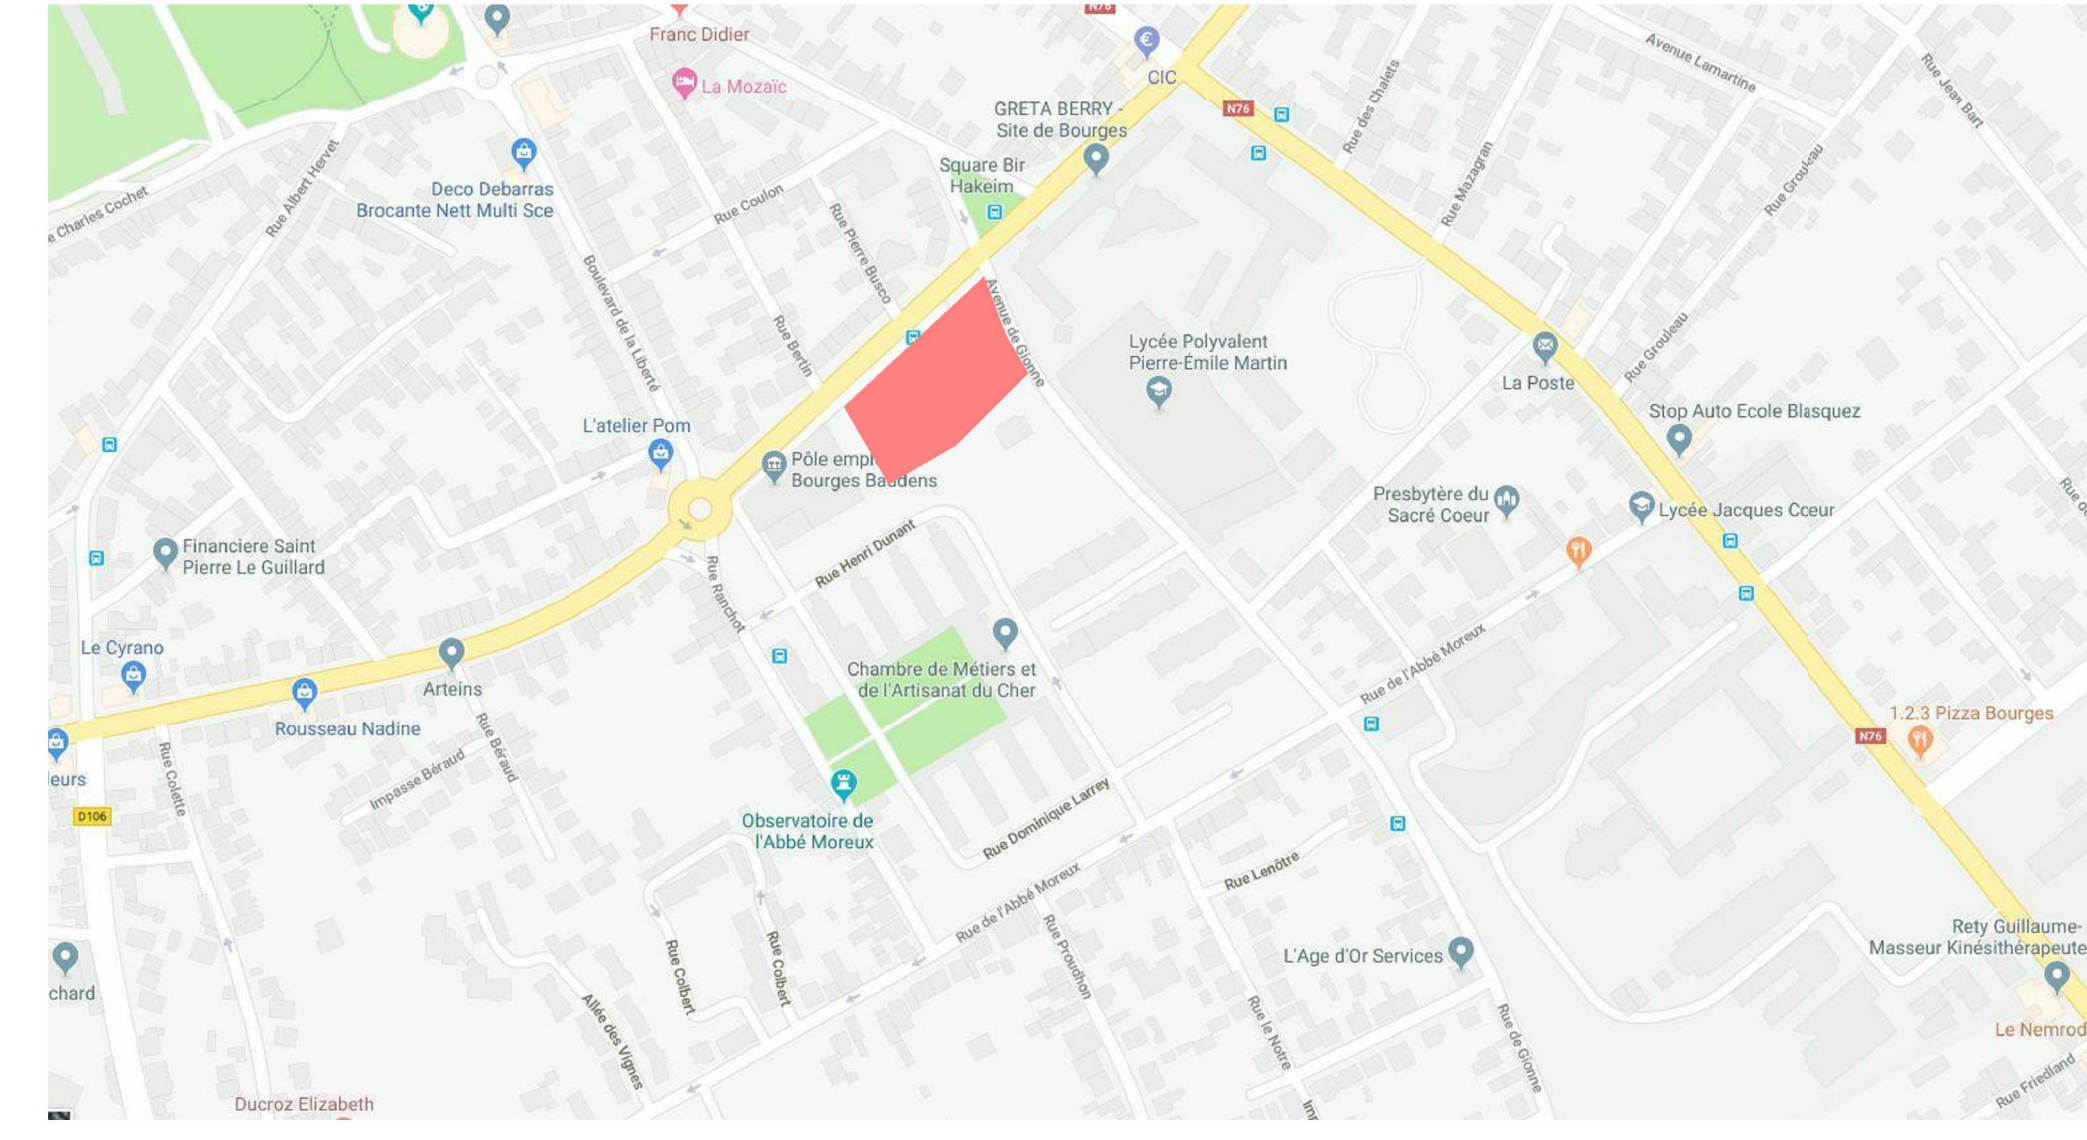 N76
Franc Didier
La Mozaïc
CIC
GRETA BERRY -
Site de Bourges
N76
Avenue Lamartine
Rue Jean Bart
Rue des Chalets
Rue Mazagran
Rue Grouleau
Square Bir
Hakeim
Deco Debarras
Brocante Nett Multi Sce
e Charles Cochet
Rue Albert Hervet
Rue Coulon
Rue Pierre Busco
Boulevard de la Liberté
Rue Bertin
Avenue de Gionne
Lycée Polyvalent
Pierre-Émile Martin
La Poste
Rue Grouleau
Stop Auto Ecole Blasquez
L'atelier Pom
Pôle empl
Bourges Baudens
Presbytère du
Sacré Coeur
Lycée Jacques Cœur
Rue d
Financiere Saint
Pierre Le Guillard
Rue Henri Dunant
Rue Ranchot
Le Cyrano
Arteins
Rousseau Nadine
Chambre de Métiers et
de l'Artisanat du Cher
Rue de l'Abbé Moreux
1.2.3 Pizza Bourges
N76
eurs
D106
Rue Colette
Impasse Béraud
Rue Béraud
Observatoire de
l'Abbé Moreux
Rue Dominique Larrey
Rue Lenôtre
Rue de l'Abbé Moreux
Rue Proudhon
Rue Colbert
Rue Colbert
L'Age d'Or Services
Rety Guillaume-
Masseur Kinésithérapeute
chard
Allée des Vignes
Rue le Notre
Rue de Gionne
Le Nemrod
Rue Friedland
Ducroz Elizabeth
Imp